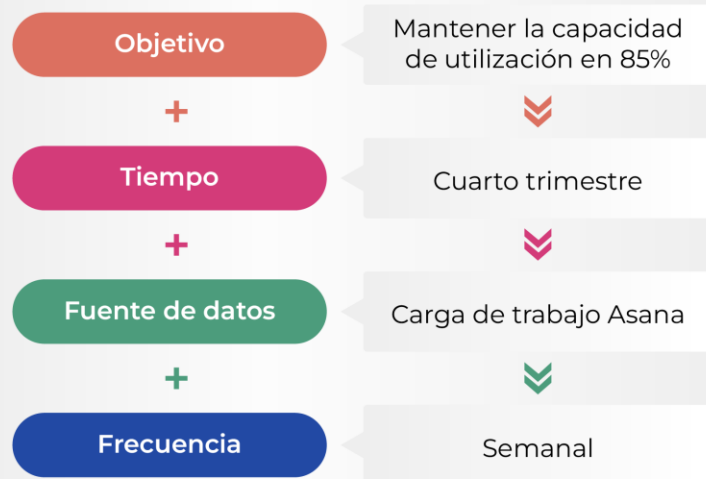 Objetivo
Mantener la capacidad
de utilización en 85%
+
Tiempo
Cuarto trimestre
+
Fuente de datos
Carga de trabajo Asana
+
Frecuencia
Semanal